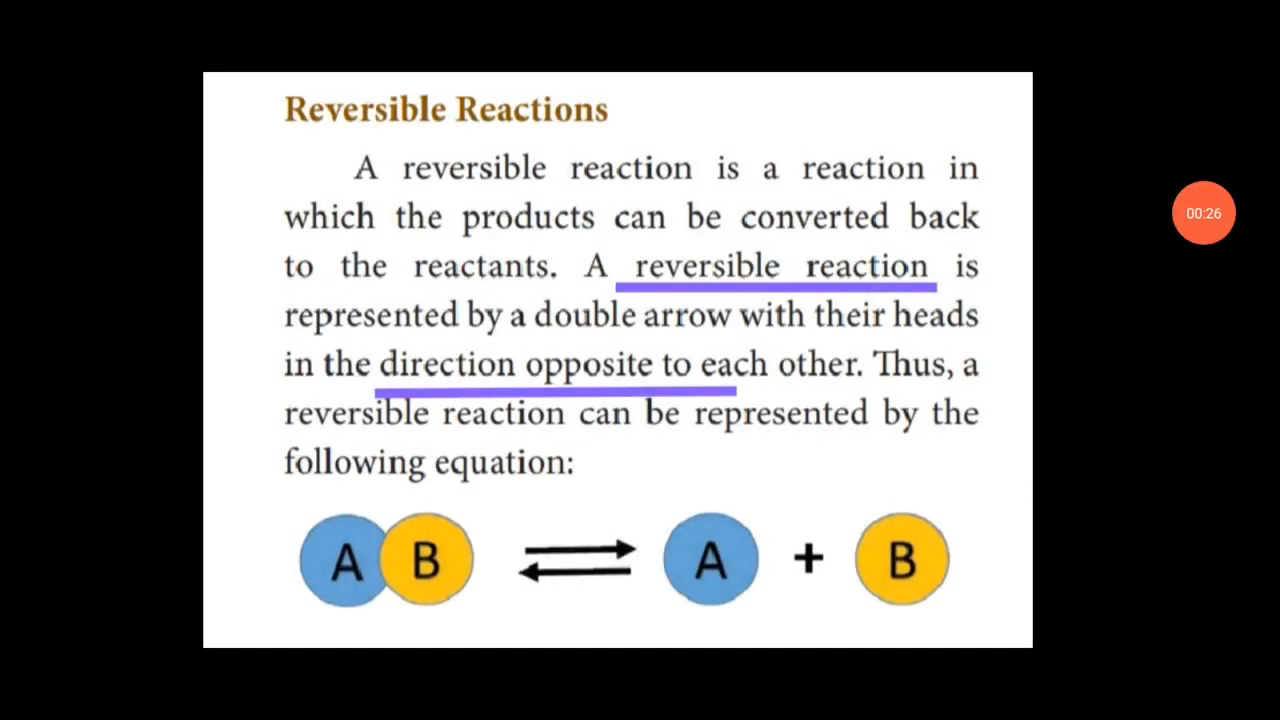 Reversible Reactions
A reversible reaction is a reaction in
which the products can be converted back
to the reactants. A reversible reaction is
represented by a double arrow with their heads
in the direction opposite to each other. Thus, a
reversible reaction can be represented by the
following equation:
A B ⇌ A + B
00:26